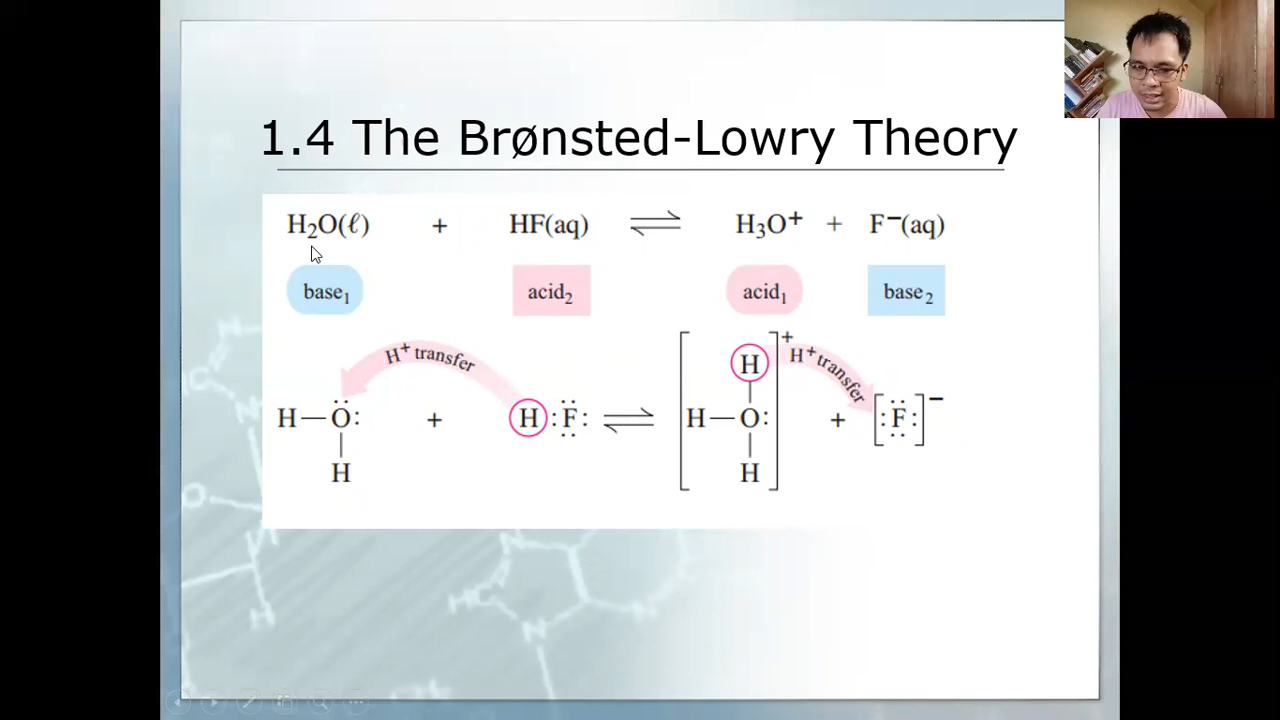 1.4 The Brønsted-Lowry Theory
H₂O(ℓ) + HF(aq) ⇌ H₃O⁺ + F⁻(aq)
base₁ acid₂ acid₁ base₂
H⁺ transfer H⁺ transfer
H
H—O: + H:F: ⇌ H—O: + [:F:]⁻
H H